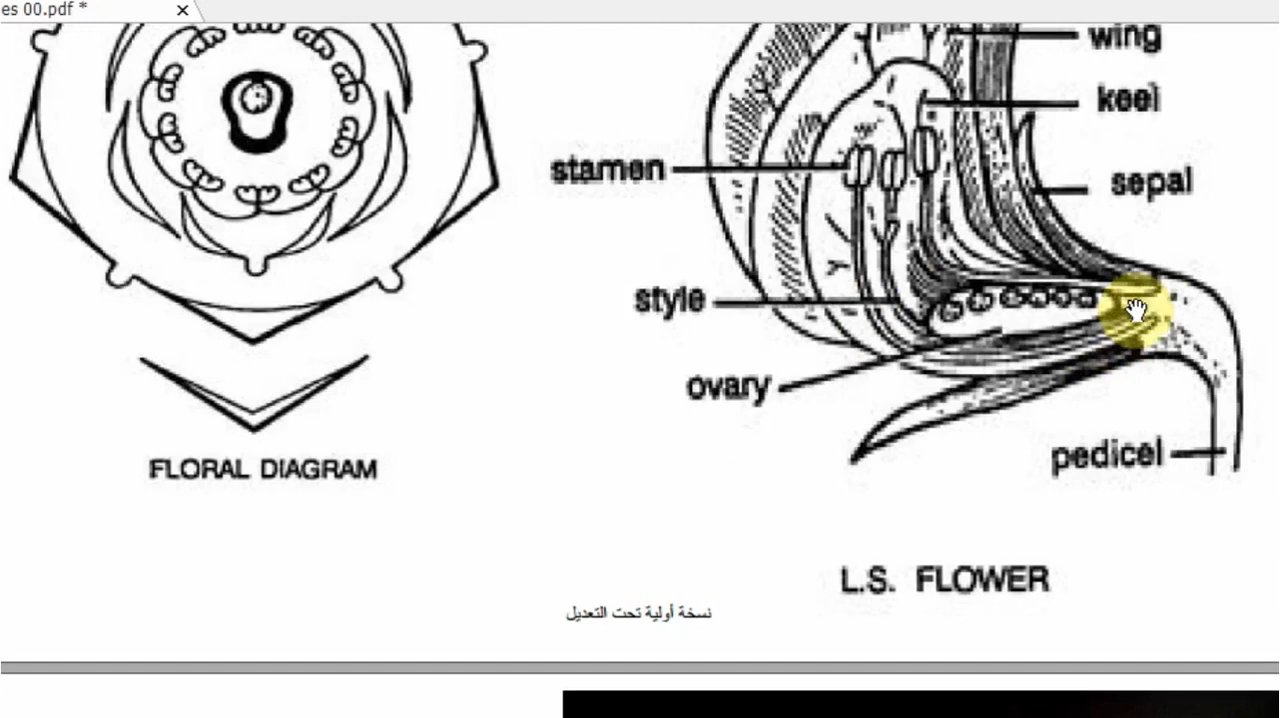 es 00.pdf *
wing
keel
stamen
sepal
style
ovary
pedicel
FLORAL DIAGRAM
L.S. FLOWER
نسخة أولية تحت التعديل